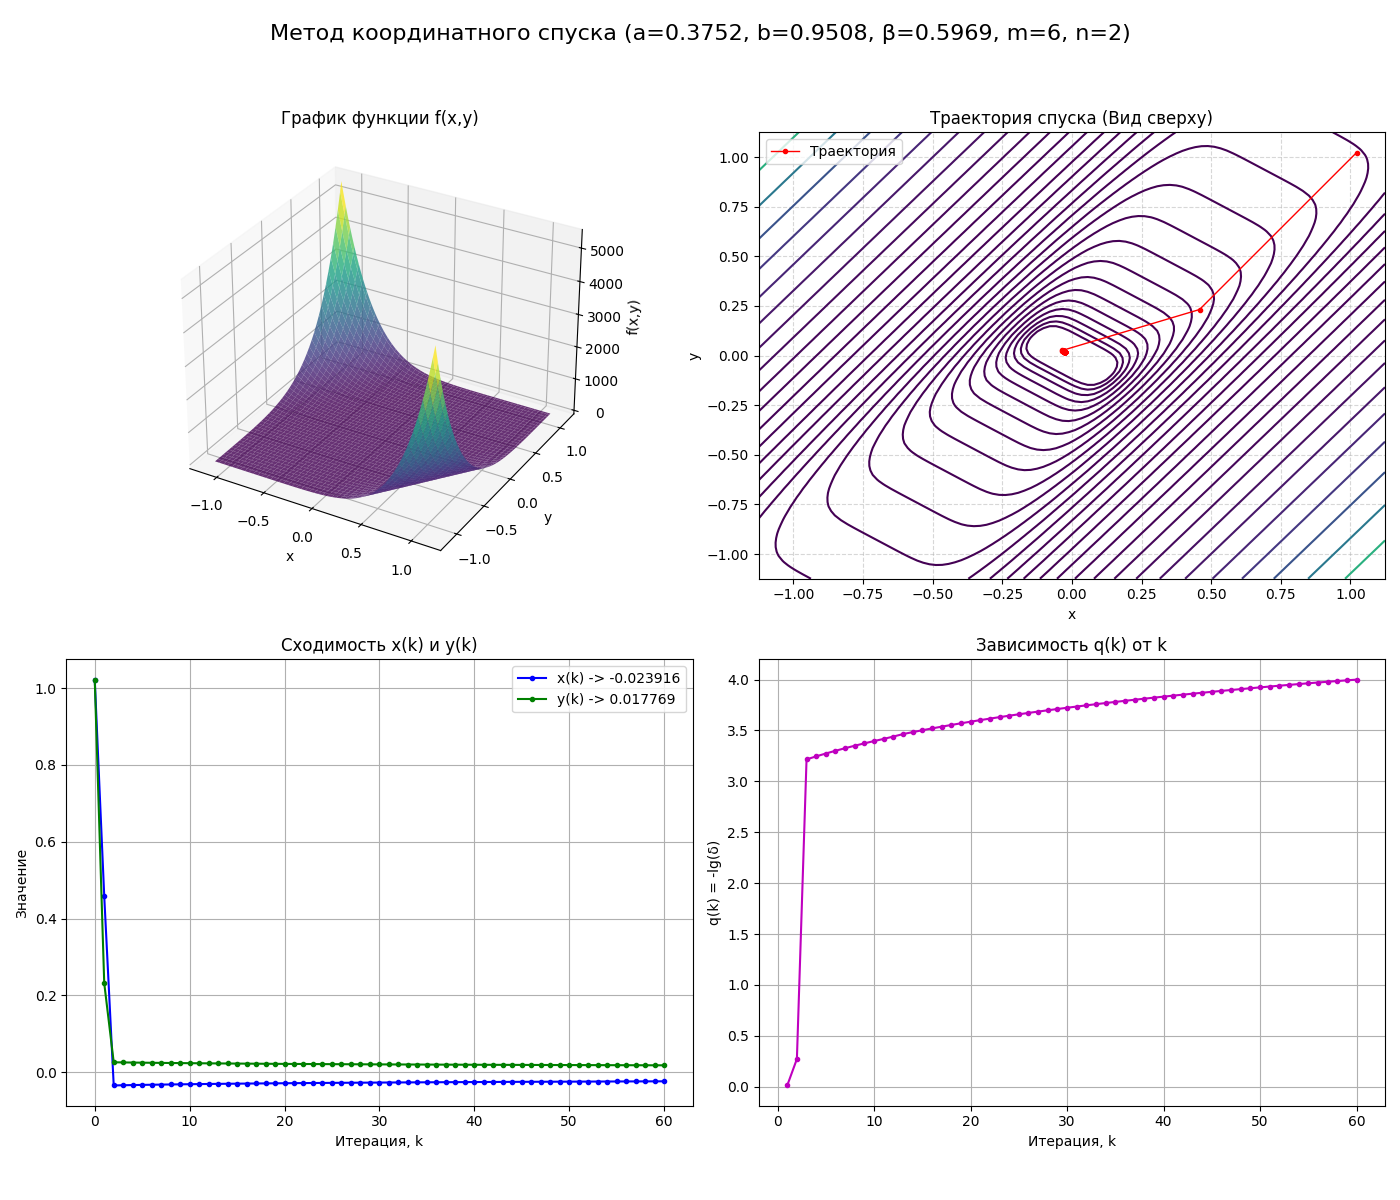 Метод координатного спуска (a=0.3752, b=0.9508, β=0.5969, m=6, n=2)
График функции f(x,y)
5000
4000
3000
2000
1000
0
f(x,y)
1.0
0.5
0.0
−0.5
−1.0
y
−1.0
−0.5
0.0
0.5
1.0
x
Траектория спуска (Вид сверху)
Траектория
1.00
0.75
0.50
0.25
0.00
−0.25
−0.50
−0.75
−1.00
y
−1.00 −0.75 −0.50 −0.25 0.00 0.25 0.50 0.75 1.00
x
Сходимость x(k) и y(k)
x(k) -> -0.023916
y(k) -> 0.017769
1.0
0.8
0.6
0.4
0.2
0.0
Значение
0 10 20 30 40 50 60
Итерация, k
Зависимость q(k) от k
4.0
3.5
3.0
2.5
2.0
1.5
1.0
0.5
0.0
q(k) = -lg(δ)
0 10 20 30 40 50 60
Итерация, k